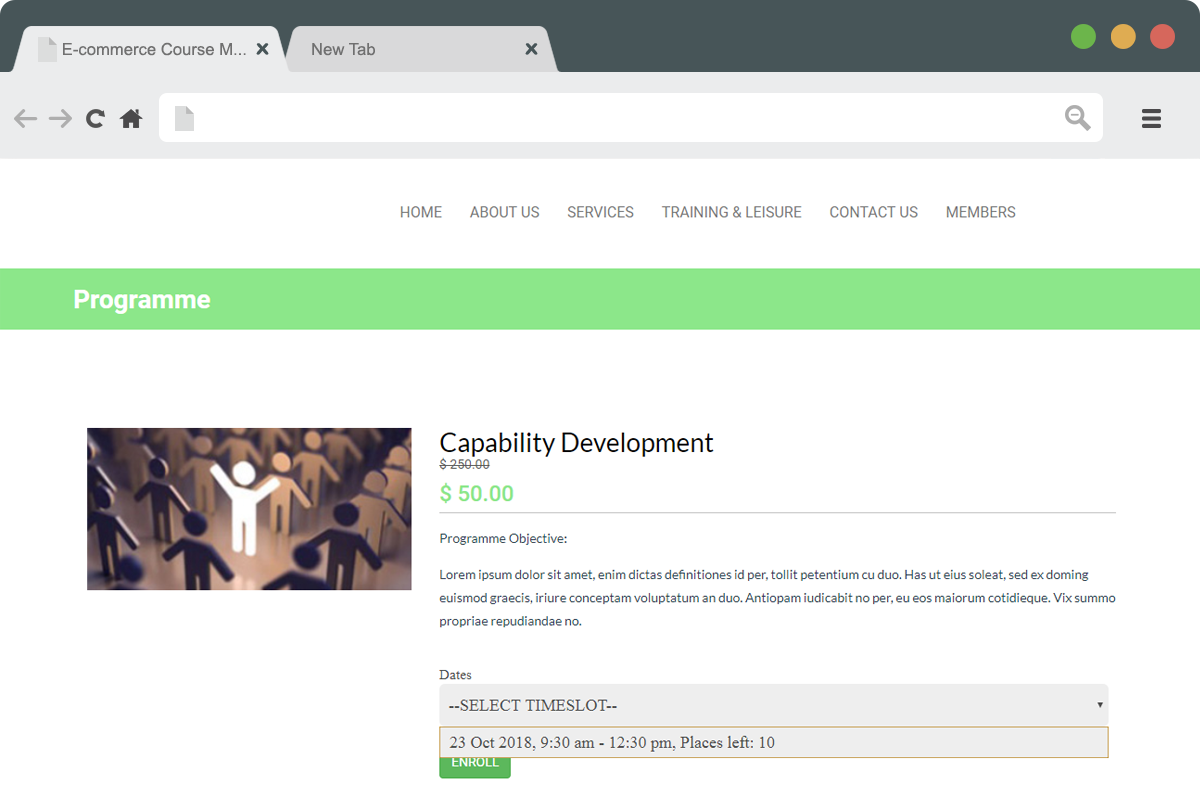 E-commerce Course M...
New Tab
HOME ABOUT US SERVICES TRAINING & LEISURE CONTACT US MEMBERS
Programme
Capability Development
$ 250.00
$ 50.00
Programme Objective:
Lorem ipsum dolor sit amet, enim dictas definitiones id per, tollit petentium cu duo. Has ut eius soleat, sed ex doming
euismod graecis, iriure conceptam voluptatum an duo. Antiopam iudicabit no per, eu eos maiorum cotidieque. Vix summo
propriae repudiandae no.
Dates
--SELECT TIMESLOT--
23 Oct 2018, 9:30 am - 12:30 pm, Places left: 10
ENROLL